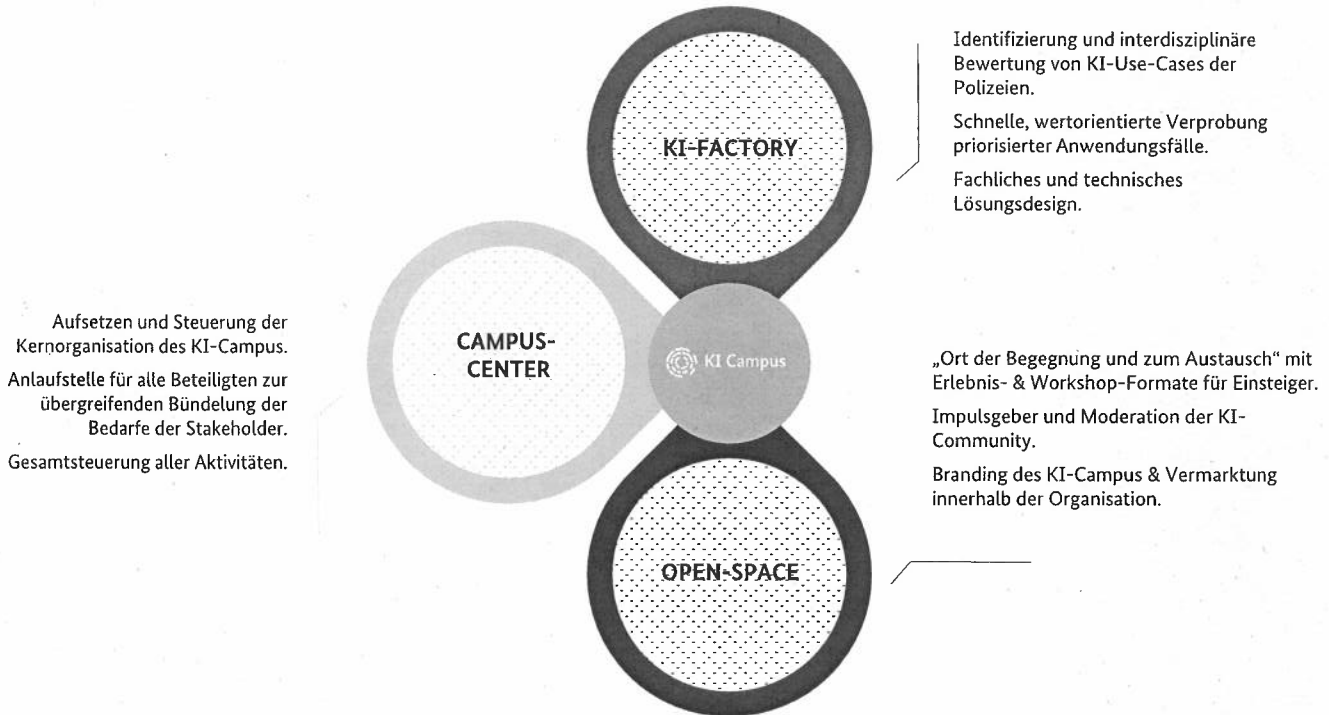 Identifizierung und interdisziplinäre
Bewertung von KI-Use-Cases der
Polizeien.
Schnelle, wertorientierte Verprobung
priorisierter Anwendungsfälle.
Fachliches und technisches
Lösungsdesign.
KI-FACTORY
Aufsetzen und Steuerung der
Kernorganisation des KI-Campus.
Anlaufstelle für alle Beteiligten zur
übergreifenden Bündelung der
Bedarfe der Stakeholder.
Gesamtsteuerung aller Aktivitäten.
CAMPUS-
CENTER
KI Campus
„Ort der Begegnung und zum Austausch“ mit
Erlebnis- & Workshop-Formate für Einsteiger.
Impulsgeber und Moderation der KI-
Community.
Branding des KI-Campus & Vermarktung
innerhalb der Organisation.
OPEN-SPACE